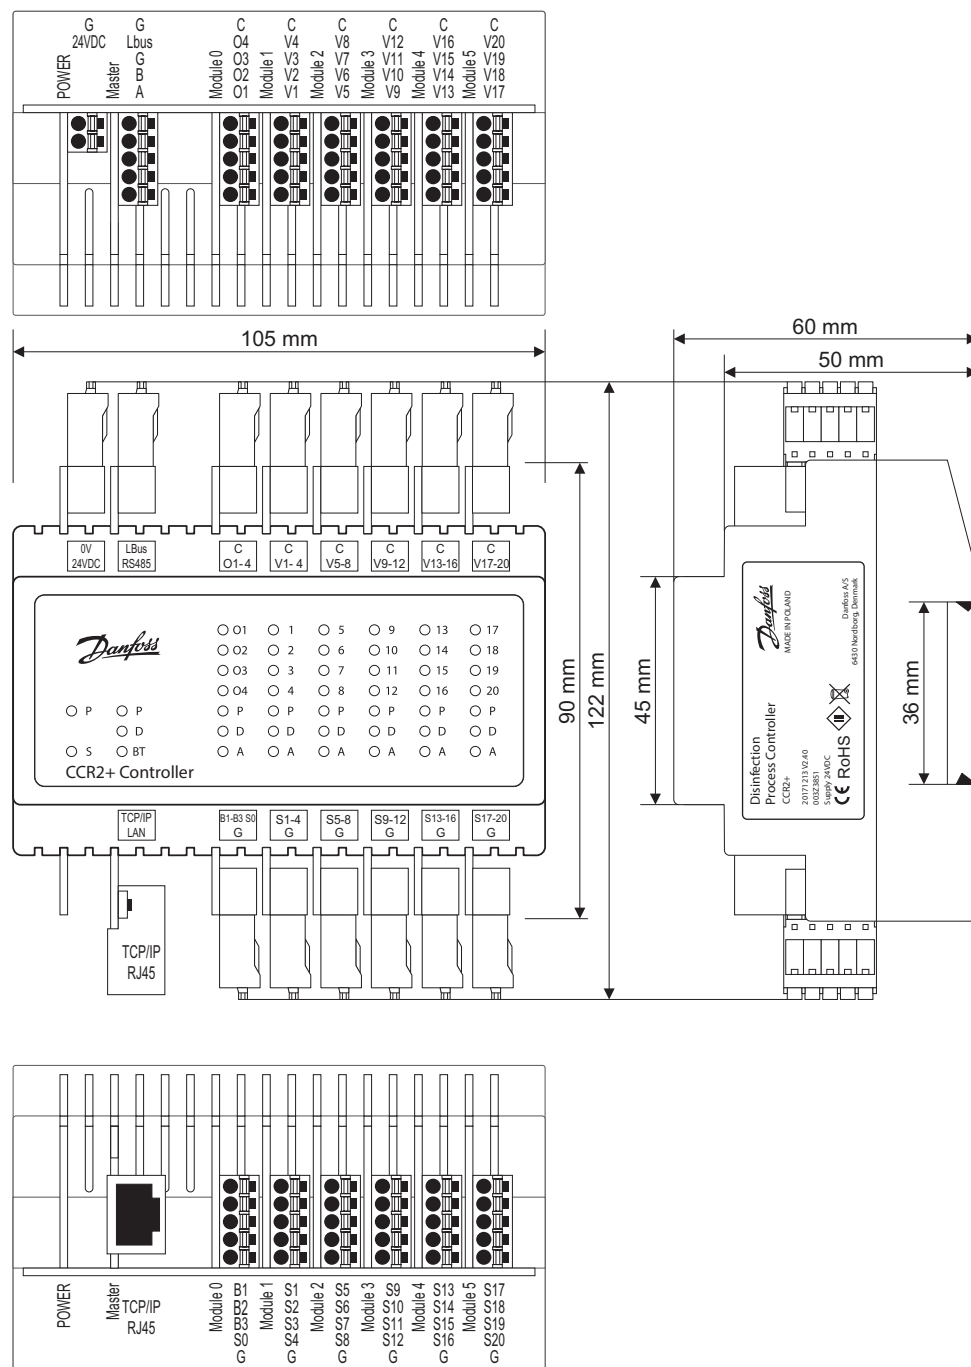 G G C C C C C C
24VDC Lbus O4 V4 V8 V12 V16 V20
G O3 V3 V7 V11 V15 V19
B O2 V2 V6 V10 V14 V18
A O1 V1 V5 V9 V13 V17
POWER Master Module 0 Module 1 Module 2 Module 3 Module 4 Module 5
105 mm
60 mm
50 mm
0V LBus C C C C C C
24VDC RS485 O1-4 V1-4 V5-8 V9-12 V13-16 V17-20
Danfoss
O1 1 5 9 13 17
O2 2 6 10 14 18
O3 3 7 11 15 19
O4 4 8 12 16 20
P P P P P P P P
D D D D D D D
S BT A A A A A A
CCR2+ Controller
TCP/IP B1-B3 S0 S1-4 S5-8 S9-12 S13-16 S17-20
LAN G G G G G G
TCP/IP
RJ45
90 mm
122 mm
45 mm
36 mm
Danfoss
MADE IN POLAND
Danfoss A/S
6430 Nordborg, Denmark
Disinfection
Process Controller
CCR2+
20171213 V2.40
003Z3851
Supply 24VDC
CE RoHS
POWER Master Module 0 Module 1 Module 2 Module 3 Module 4 Module 5
TCP/IP
RJ45
B1 S1 S5 S9 S13 S17
B2 S2 S6 S10 S14 S18
B3 S3 S7 S11 S15 S19
S0 S4 S8 S12 S16 S20
G G G G G G